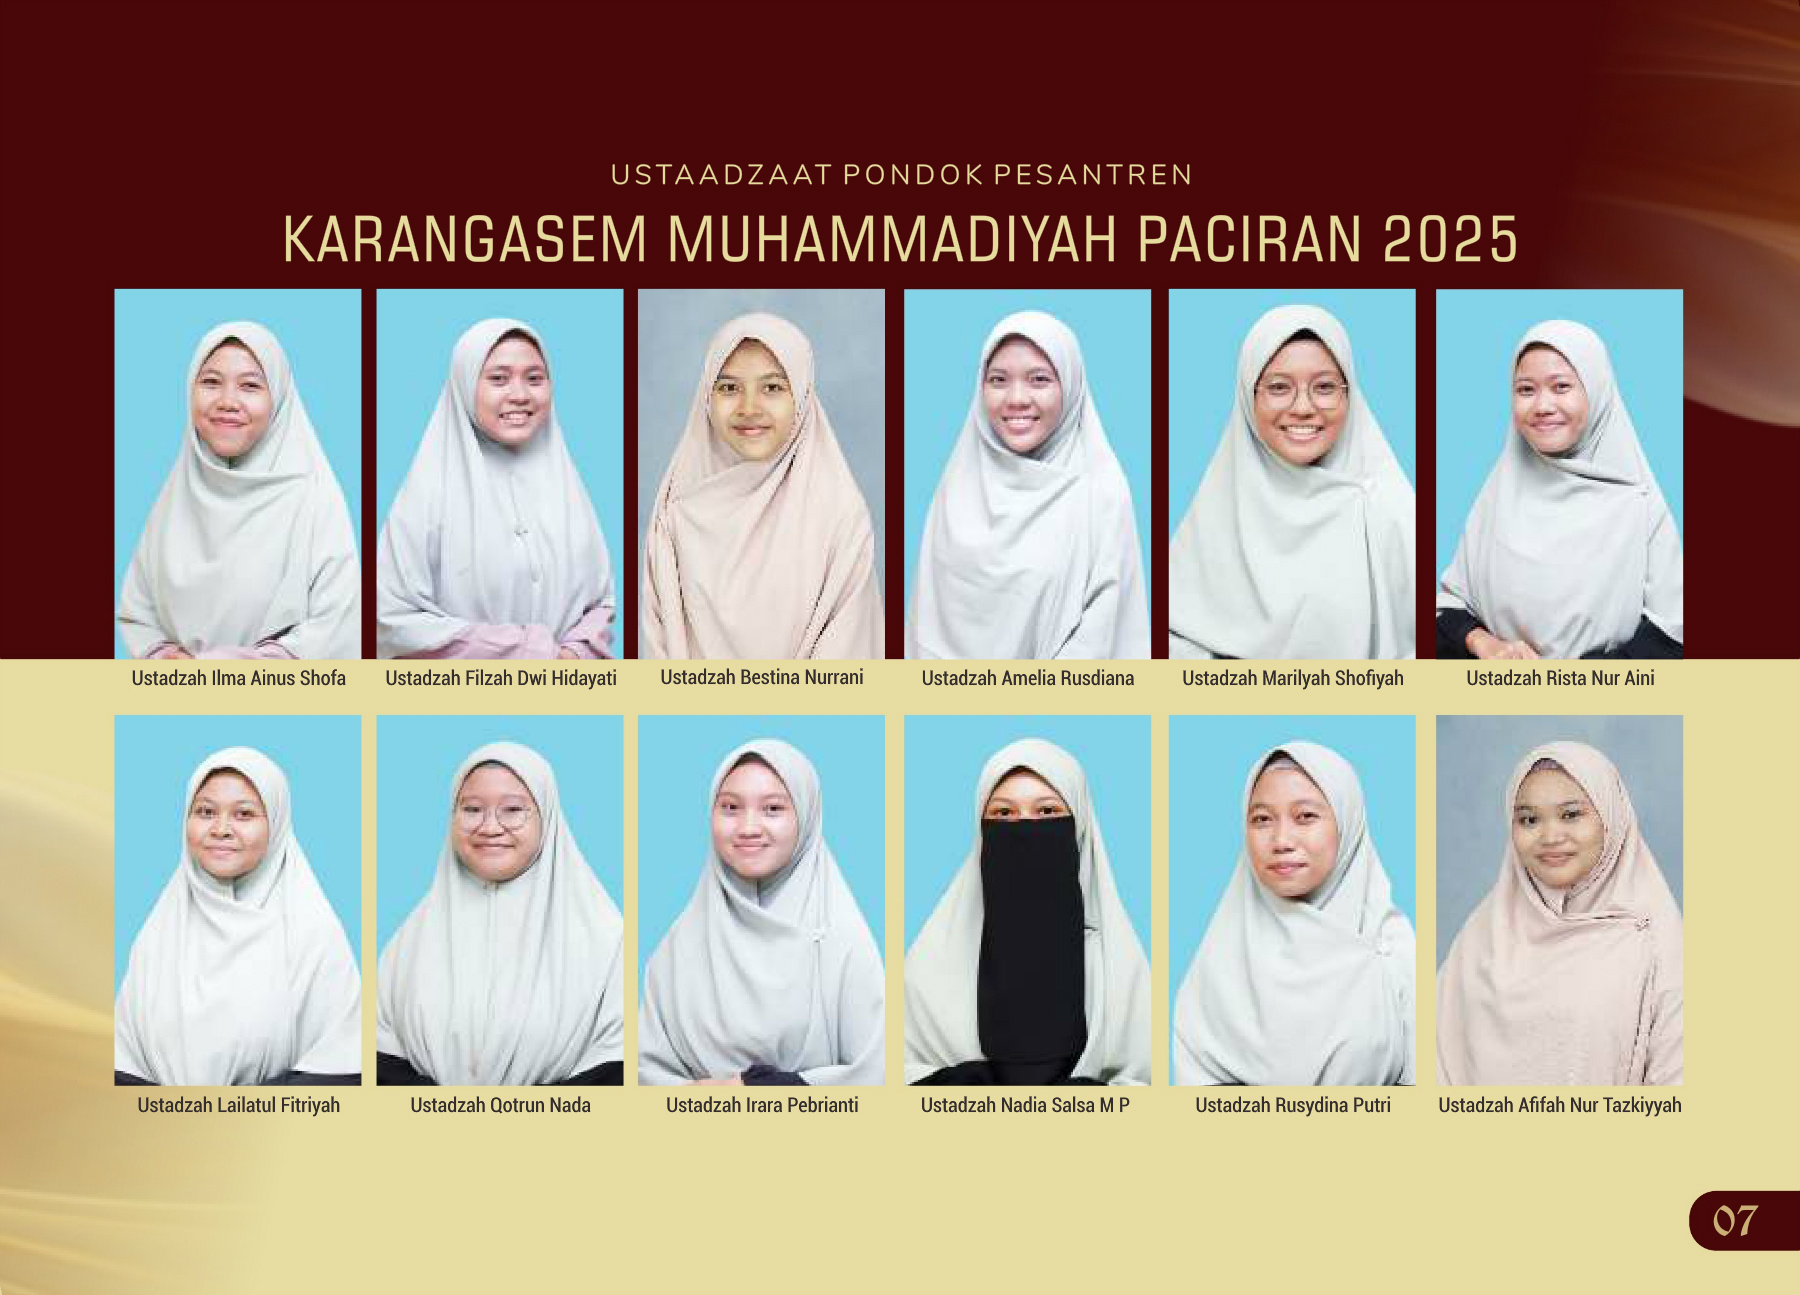 USTAADZAAT PONDOK PESANTREN
KARANGASEM MUHAMMADIYAH PACIRAN 2025
Ustadzah Ilma Ainus Shofa
Ustadzah Filzah Dwi Hidayati
Ustadzah Bestina Nurrani
Ustadzah Amelia Rusdiana
Ustadzah Marilyah Shofiyah
Ustadzah Rista Nur Aini
Ustadzah Lailatul Fitriyah
Ustadzah Qotrun Nada
Ustadzah Irara Pebrianti
Ustadzah Nadia Salsa M P
Ustadzah Rusydina Putri
Ustadzah Afifah Nur Tazkiyyah
07